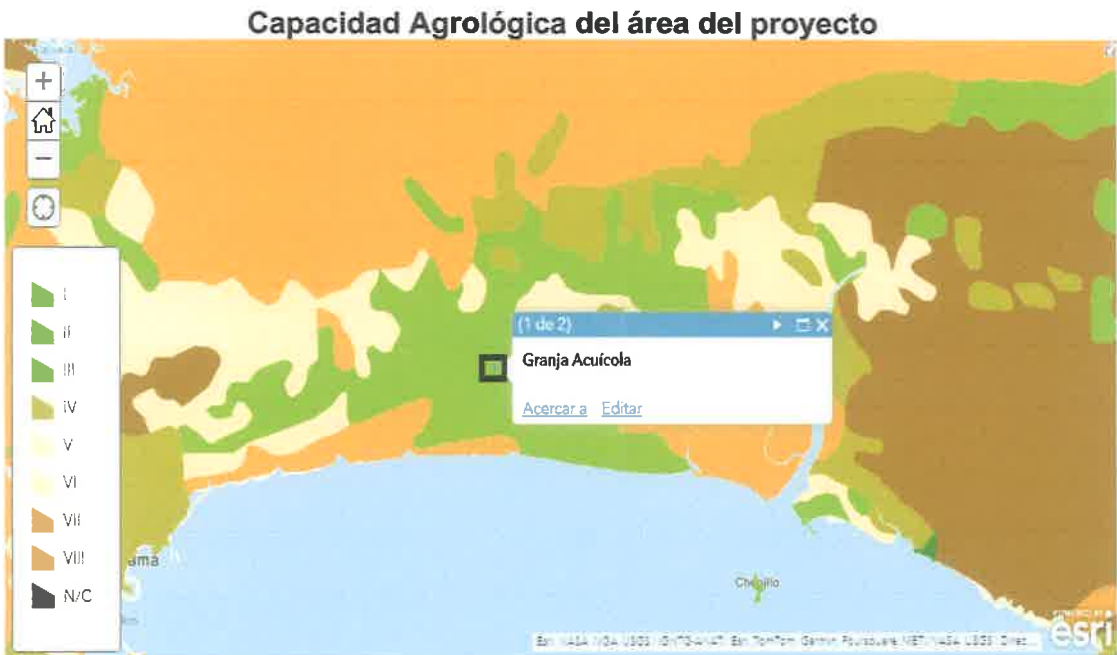 Capacidad Agrológica del área del proyecto
+
−
I
II
III
IV
V
VI
VII
VIII
N/C
(1 de 2)
Granja Acuícola
Acercar a Editar
ama
Chepillo
esri